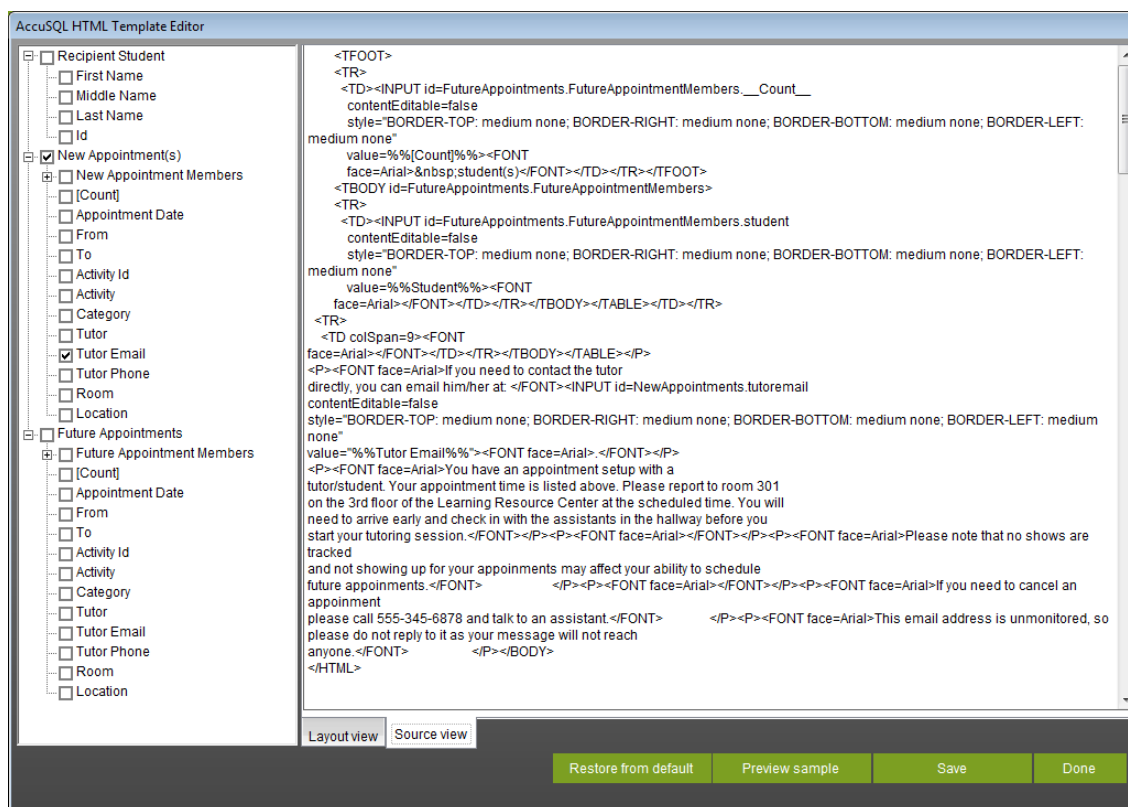 AccuSQL HTML Template Editor
Recipient Student
First Name
Middle Name
Last Name
Id
New Appointment(s)
New Appointment Members
[Count]
Appointment Date
From
To
Activity Id
Activity
Category
Tutor
Tutor Email
Tutor Phone
Room
Location
Future Appointments
Future Appointment Members
[Count]
Appointment Date
From
To
Activity Id
Activity
Category
Tutor
Tutor Email
Tutor Phone
Room
Location
<TFOOT>
<TR>
<TD><INPUT id=FutureAppointments.FutureAppointmentMembers.__Count__
contentEditable=false
style="BORDER-TOP: medium none; BORDER-RIGHT: medium none; BORDER-BOTTOM: medium none; BORDER-LEFT:
medium none"
value=%%[Count]%%><FONT
face=Arial>&nbsp;student(s)</FONT></TD></TR></TFOOT>
<TBODY id=FutureAppointments.FutureAppointmentMembers>
<TR>
<TD><INPUT id=FutureAppointments.FutureAppointmentMembers.student
contentEditable=false
style="BORDER-TOP: medium none; BORDER-RIGHT: medium none; BORDER-BOTTOM: medium none; BORDER-LEFT:
medium none"
value=%%Student%%><FONT
face=Arial></FONT></TD></TR></TBODY></TABLE></TD></TR>
<TR>
<TD colSpan=9><FONT
face=Arial></FONT></TD></TR></TBODY></TABLE></P>
<P><FONT face=Arial>If you need to contact the tutor
directly, you can email him/her at: </FONT><INPUT id=NewAppointments.tutoremail
contentEditable=false
style="BORDER-TOP: medium none; BORDER-RIGHT: medium none; BORDER-BOTTOM: medium none; BORDER-LEFT: medium
none"
value="%%Tutor Email%%"><FONT face=Arial>.</FONT></P>
<P><FONT face=Arial>You have an appointment setup with a
tutor/student. Your appointment time is listed above. Please report to room 301
on the 3rd floor of the Learning Resource Center at the scheduled time. You will
need to arrive early and check in with the assistants in the hallway before you
start your tutoring session.</FONT></P><P><FONT face=Arial></FONT></P><P><FONT face=Arial>Please note that no shows are
tracked
and not showing up for your appoinments may affect your ability to schedule
future appoinments.</FONT> </P><P><FONT face=Arial></FONT></P><P><FONT face=Arial>If you need to cancel an
appoinment
please call 555-345-6878 and talk to an assistant.</FONT> </P><P><FONT face=Arial>This email address is unmonitored, so
please do not reply to it as your message will not reach
anyone.</FONT> </P></BODY>
</HTML>
Layout view
Source view
Restore from default
Preview sample
Save
Done